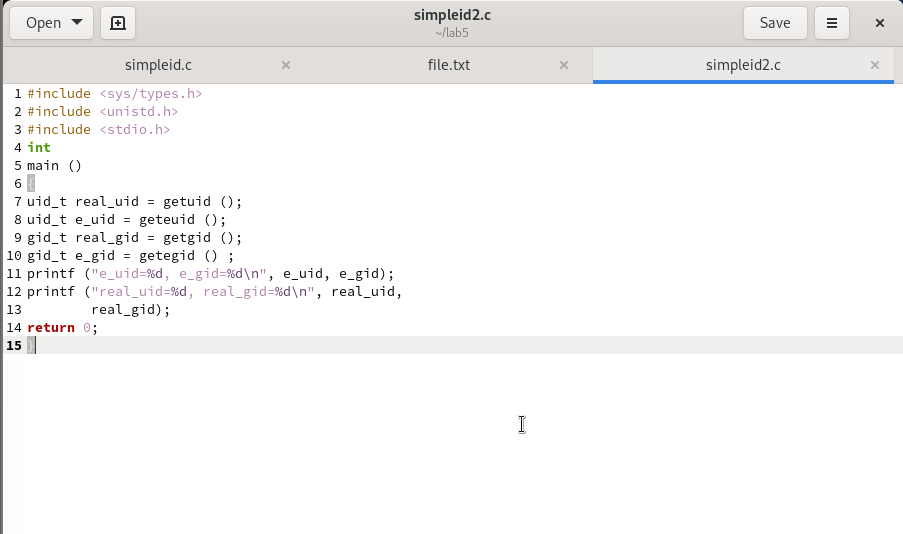 Open
simpleid2.c
~/lab5
Save
simpleid.c
file.txt
simpleid2.c
1 #include <sys/types.h>
2 #include <unistd.h>
3 #include <stdio.h>
4 int
5 main ()
6 {
7 uid_t real_uid = getuid ();
8 uid_t e_uid = geteuid ();
9 gid_t real_gid = getgid ();
10 gid_t e_gid = getegid () ;
11 printf ("e_uid=%d, e_gid=%d\n", e_uid, e_gid);
12 printf ("real_uid=%d, real_gid=%d\n", real_uid,
13         real_gid);
14 return 0;
15 }